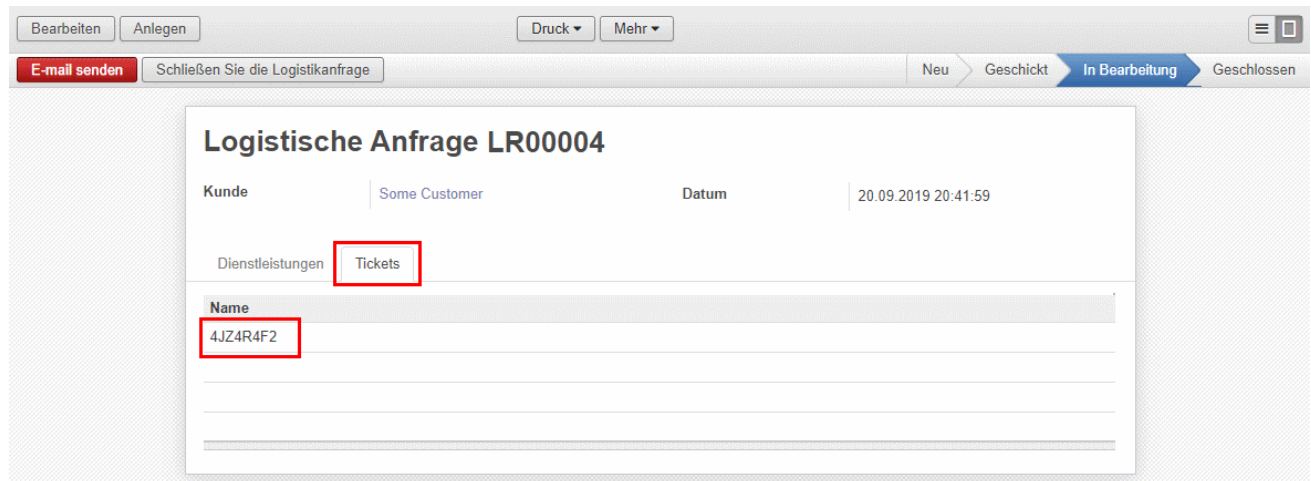 Bearbeiten Anlegen Druck Mehr
E-mail senden Schließen Sie die Logistikanfrage Neu Geschickt In Bearbeitung Geschlossen
Logistische Anfrage LR00004
Kunde Some Customer Datum 20.09.2019 20:41:59
Dienstleistungen Tickets
Name
4JZ4R4F2